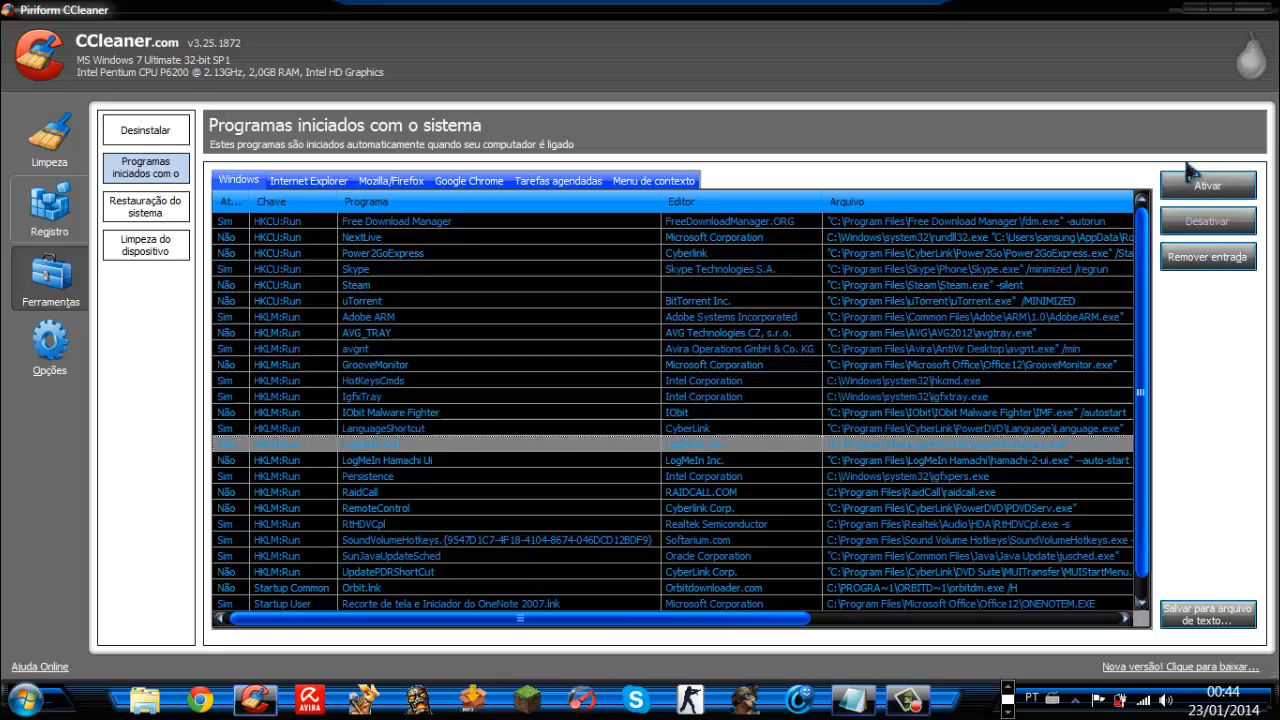 Piriform CCleaner
CCleaner.com v3.25.1872
MS Windows 7 Ultimate 32-bit SP1
Intel Pentium CPU P6200 @ 2.13GHz, 2,0GB RAM, Intel HD Graphics
Limpeza
Registro
Ferramentas
Opções
Desinstalar
Programas
iniciados com o
Restauração do
sistema
Limpeza do
dispositivo
Programas iniciados com o sistema
Estes programas são iniciados automaticamente quando seu computador é ligado
Windows Internet Explorer Mozilla/Firefox Google Chrome Tarefas agendadas Menu de contexto
At... Chave Programa Editor Arquivo
Sim HKCU:Run Free Download Manager FreeDownloadManager.ORG "C:\Program Files\Free Download Manager\fdm.exe" -autorun
Não HKCU:Run NextLive Microsoft Corporation C:\Windows\system32\rundll32.exe "C:\Users\sansung\AppData\Ro
Não HKCU:Run Power2GoExpress Cyberlink "C:\Program Files\CyberLink\Power2Go\Power2GoExpress.exe" /Sta
Sim HKCU:Run Skype Skype Technologies S.A. "C:\Program Files\Skype\Phone\Skype.exe" /minimized /regrun
Sim HKCU:Run Steam "C:\Program Files\Steam\Steam.exe" -silent
Não HKCU:Run uTorrent BitTorrent Inc. "C:\Program Files\uTorrent\uTorrent.exe" /MINIMIZED
Sim HKLM:Run Adobe ARM Adobe Systems Incorporated "C:\Program Files\Common Files\Adobe\ARM\1.0\AdobeARM.exe"
Não HKLM:Run AVG_TRAY AVG Technologies CZ, s.r.o. "C:\Program Files\AVG\AVG2012\avgtray.exe"
Sim HKLM:Run avgnt Avira Operations GmbH & Co. KG "C:\Program Files\Avira\AntiVir Desktop\avgnt.exe" /min
Não HKLM:Run GrooveMonitor Microsoft Corporation "C:\Program Files\Microsoft Office\Office12\GrooveMonitor.exe"
Sim HKLM:Run HotKeysCmds Intel Corporation C:\Windows\system32\hkcmd.exe
Sim HKLM:Run IgfxTray Intel Corporation C:\Windows\system32\igfxtray.exe
Não HKLM:Run IObit Malware Fighter IObit "C:\Program Files\IObit\IObit Malware Fighter\IMF.exe" /autostart
Sim HKLM:Run LanguageShortcut CyberLink "C:\Program Files\CyberLink\PowerDVD\Language\Language.exe"
Não HKLM:Run LogMeIn Hamachi Ui LogMeIn Inc. "C:\Program Files\LogMeIn Hamachi\hamachi-2-ui.exe" --auto-start
Sim HKLM:Run Persistence Intel Corporation C:\Windows\system32\igfxpers.exe
Não HKLM:Run RaidCall RAIDCALL.COM C:\Program Files\RaidCall\raidcall.exe
Não HKLM:Run RemoteControl Cyberlink Corp. "C:\Program Files\CyberLink\PowerDVD\PDVDServ.exe"
Sim HKLM:Run RtHDVCpl Realtek Semiconductor C:\Program Files\Realtek\Audio\HDA\RtHDVCpl.exe -s
Sim HKLM:Run SoundVolumeHotkeys.{9547D1C7-4F18-4104-8674-046DCD12BDF9} Softarium.com "C:\Program Files\Sound Volume Hotkeys\SoundVolumeHotkeys.exe"
Sim HKLM:Run SunJavaUpdateSched Oracle Corporation "C:\Program Files\Common Files\Java\Java Update\jusched.exe"
Não HKLM:Run UpdatePDRShortCut CyberLink Corp. "C:\Program Files\CyberLink\DVD Suite\MUITransfer\MUIStartMenu.
Não Startup Common Orbit.lnk Orbitdownloader.com C:\PROGRA~1\ORBITD~1\orbitdm.exe /H
Sim Startup User Recorte de tela e Iniciador do OneNote 2007.lnk Microsoft Corporation C:\Program Files\Microsoft Office\Office12\ONENOTEM.EXE
Ativar
Desativar
Remover entrada
Salvar para arquivo
de texto...
Ajuda Online
Nova versão! Clique para baixar...
AVIRA
MP3
PT
00:44
23/01/2014